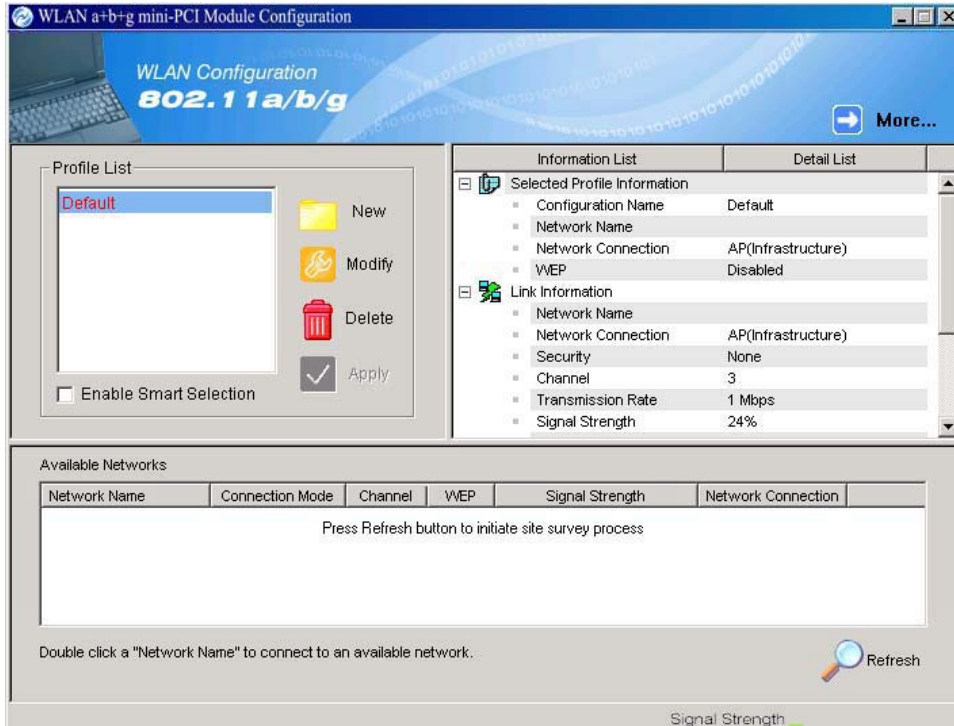 WLAN a+b+g mini-PCI Module Configuration
WLAN Configuration
802.11a/b/g
More...
Profile List
Default
New
Modify
Delete
Apply
Enable Smart Selection
Information List Detail List
Selected Profile Information
Configuration Name Default
Network Name
Network Connection AP(Infrastructure)
WEP Disabled
Link Information
Network Name
Network Connection AP(Infrastructure)
Security None
Channel 3
Transmission Rate 1 Mbps
Signal Strength 24%
Available Networks
Network Name Connection Mode Channel WEP Signal Strength Network Connection
Press Refresh button to initiate site survey process
Double click a "Network Name" to connect to an available network.
Refresh
Signal Strength